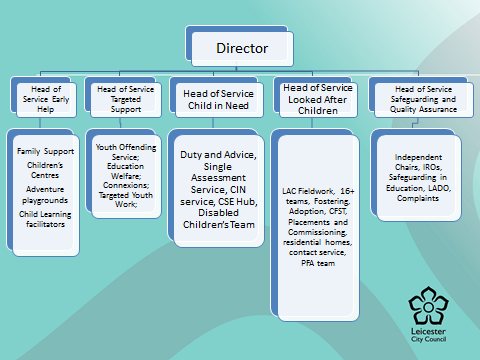 Director
Head of
Service Early
Help
Head of Service
Targeted
Support
Head of Service
Child in Need
Head of Service
Looked After
Children
Head of Service
Safeguarding and
Quality Assurance
Family Support
Children's
Centres
Adventure
playgrounds
Child Learning
facilitators
Youth Offending
Service;
Education
Welfare;
Connexions;
Targeted Youth
Work;
Duty and Advice,
Single
Assessment
Service, CIN
service, CSE Hub,
Disabled
Children's Team
LAC Fieldwork, 16+
teams, Fostering,
Adoption, CFST,
Placements and
Commissioning,
residential homes,
contact service,
PFA team
Independent
Chairs, IROs,
Safeguarding in
Education, LADO,
Complaints
Leicester
City Council